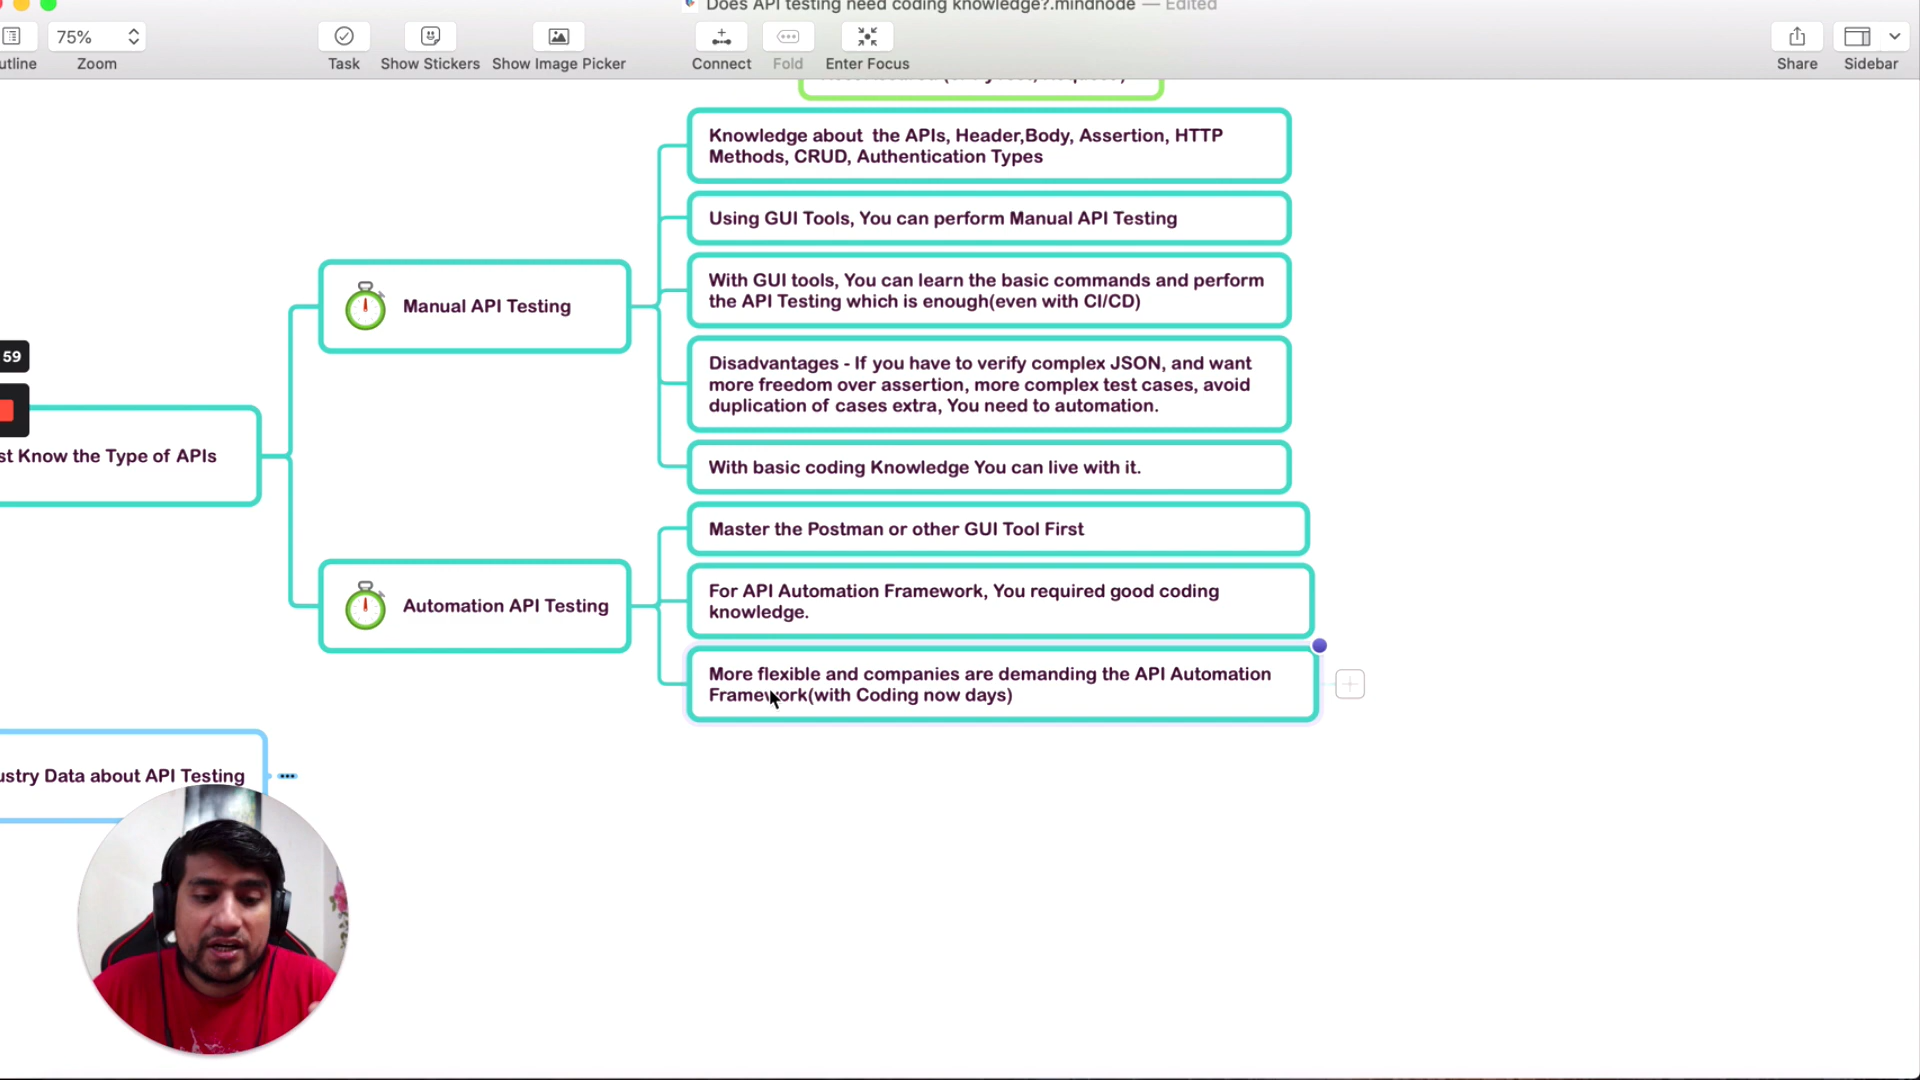 Does API testing need coding knowledge?.mindnode — Edited
75%
Zoom
Task
Show Stickers
Show Image Picker
Connect
Fold
Enter Focus
Share
Sidebar
Knowledge about  the APIs, Header,Body, Assertion, HTTP
Methods, CRUD, Authentication Types
Using GUI Tools, You can perform Manual API Testing
With GUI tools, You can learn the basic commands and perform
the API Testing which is enough(even with CI/CD)
Manual API Testing
Disadvantages - If you have to verify complex JSON, and want
more freedom over assertion, more complex test cases, avoid
duplication of cases extra, You need to automation.
59
With basic coding Knowledge You can live with it.
Know the Type of APIs
Master the Postman or other GUI Tool First
For API Automation Framework, You required good coding
knowledge.
Automation API Testing
More flexible and companies are demanding the API Automation
Framework(with Coding now days)
Data about API Testing